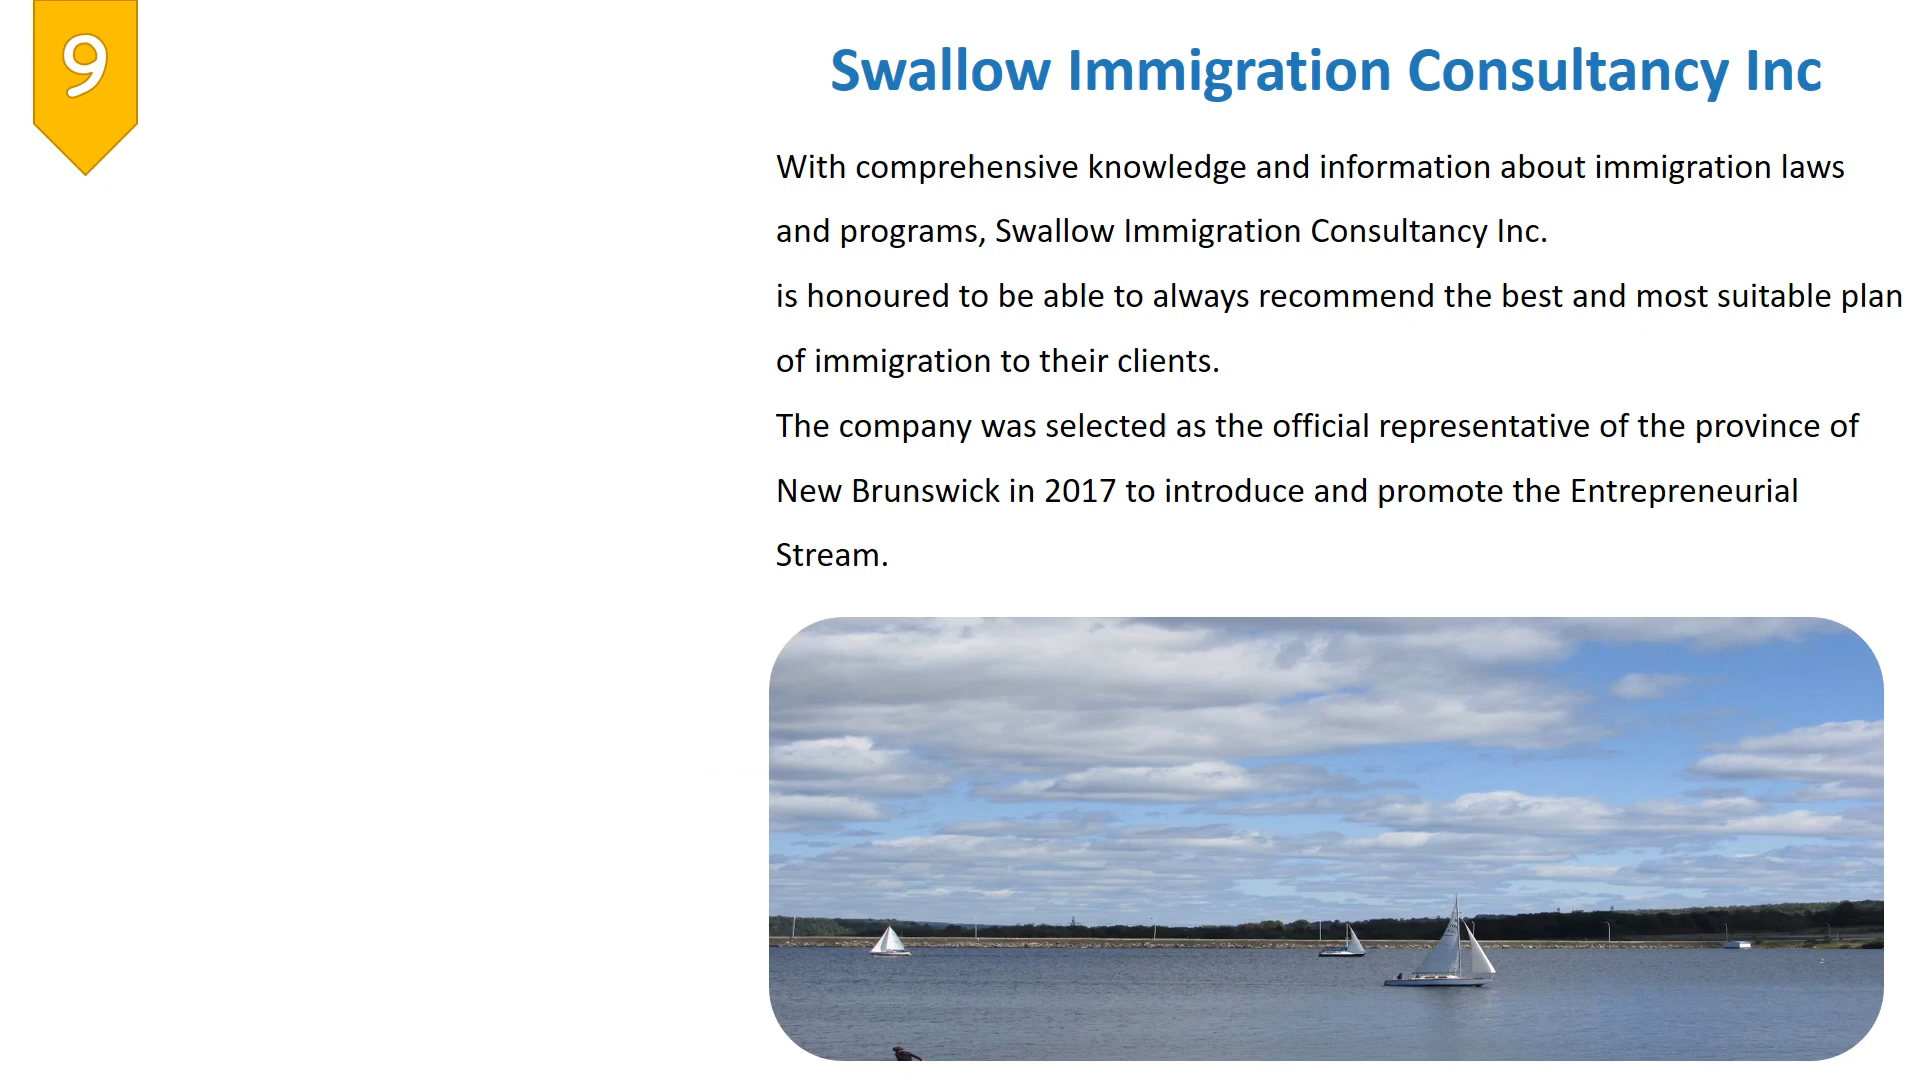 9
Swallow Immigration Consultancy Inc
With comprehensive knowledge and information about immigration laws
and programs, Swallow Immigration Consultancy Inc.
is honoured to be able to always recommend the best and most suitable plan
of immigration to their clients.
The company was selected as the official representative of the province of
New Brunswick in 2017 to introduce and promote the Entrepreneurial
Stream.